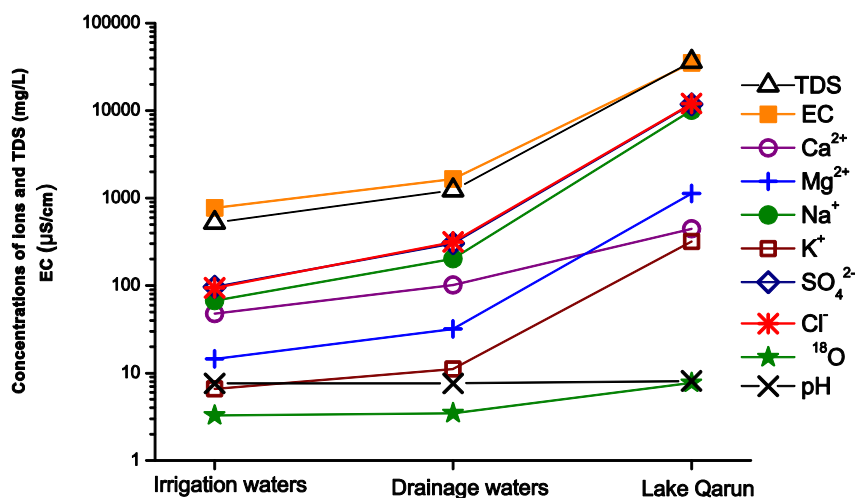 Concentrations of Ions and TDS (mg/L)
EC (µS/cm)
100000
10000
1000
100
10
1
Irrigation waters
Drainage waters
Lake Qarun
TDS
EC
Ca²⁺
Mg²⁺
Na⁺
K⁺
SO₄²⁻
Cl⁻
¹⁸O
pH